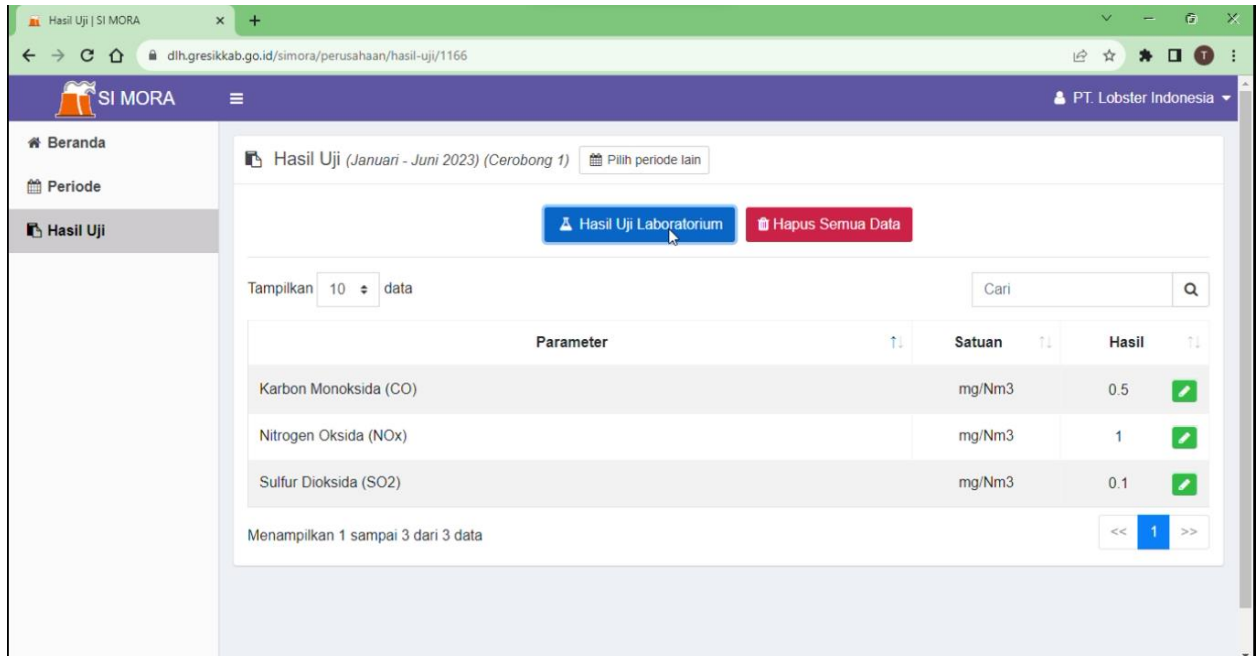 Hasil Uji | SI MORA
dlh.gresikkab.go.id/simora/perusahaan/hasil-uji/1166
T
SI MORA
PT. Lobster Indonesia
Beranda
Periode
Hasil Uji
Hasil Uji (Januari - Juni 2023) (Cerobong 1) Pilih periode lain
Hasil Uji Laboratorium Hapus Semua Data
Tampilkan 10 data
Cari
Parameter Satuan Hasil
Karbon Monoksida (CO) mg/Nm3 0.5
Nitrogen Oksida (NOx) mg/Nm3 1
Sulfur Dioksida (SO2) mg/Nm3 0.1
Menampilkan 1 sampai 3 dari 3 data
<< 1 >>